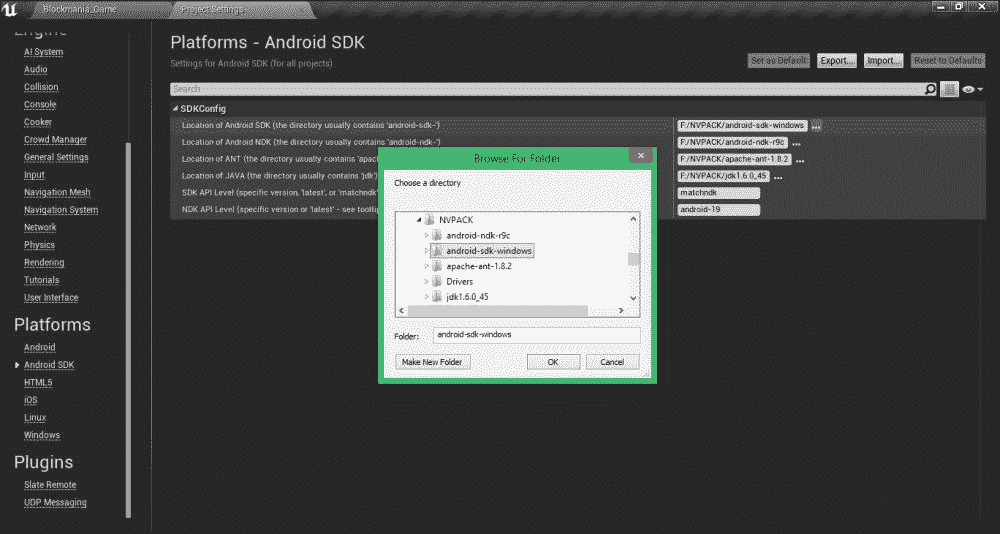 Blockmania_Game
Project Settings
Engine
AI System
Audio
Collision
Console
Cooker
Crowd Manager
General Settings
Input
Navigation Mesh
Navigation System
Network
Physics
Rendering
Tutorials
User Interface
Platforms
Android
Android SDK
HTML5
iOS
Linux
Windows
Plugins
Slate Remote
UDP Messaging
Platforms - Android SDK
Settings for Android SDK (for all projects)
Set as Default
Export...
Import...
Reset to Defaults
Search
SDKConfig
Location of Android SDK (the directory usually contains 'android-sdk-')
F:/NVPACK/android-sdk-windows ...
Location of Android NDK (the directory usually contains 'android-ndk-')
F:/NVPACK/android-ndk-r9c ...
Location of ANT (the directory usually contains 'apac
F:/NVPACK/apache-ant-1.8.2 ...
Location of JAVA (the directory usually contains 'jdk')
F:/NVPACK/jdk1.6.0_45 ...
SDK API Level (specific version, 'latest', or 'matchndk'
matchndk
NDK API Level (specific version or 'latest' - see tooltip
android-19
Browse For Folder
Choose a directory
NVPACK
android-ndk-r9c
android-sdk-windows
apache-ant-1.8.2
Drivers
jdk1.6.0_45
Folder:
android-sdk-windows
Make New Folder
OK
Cancel